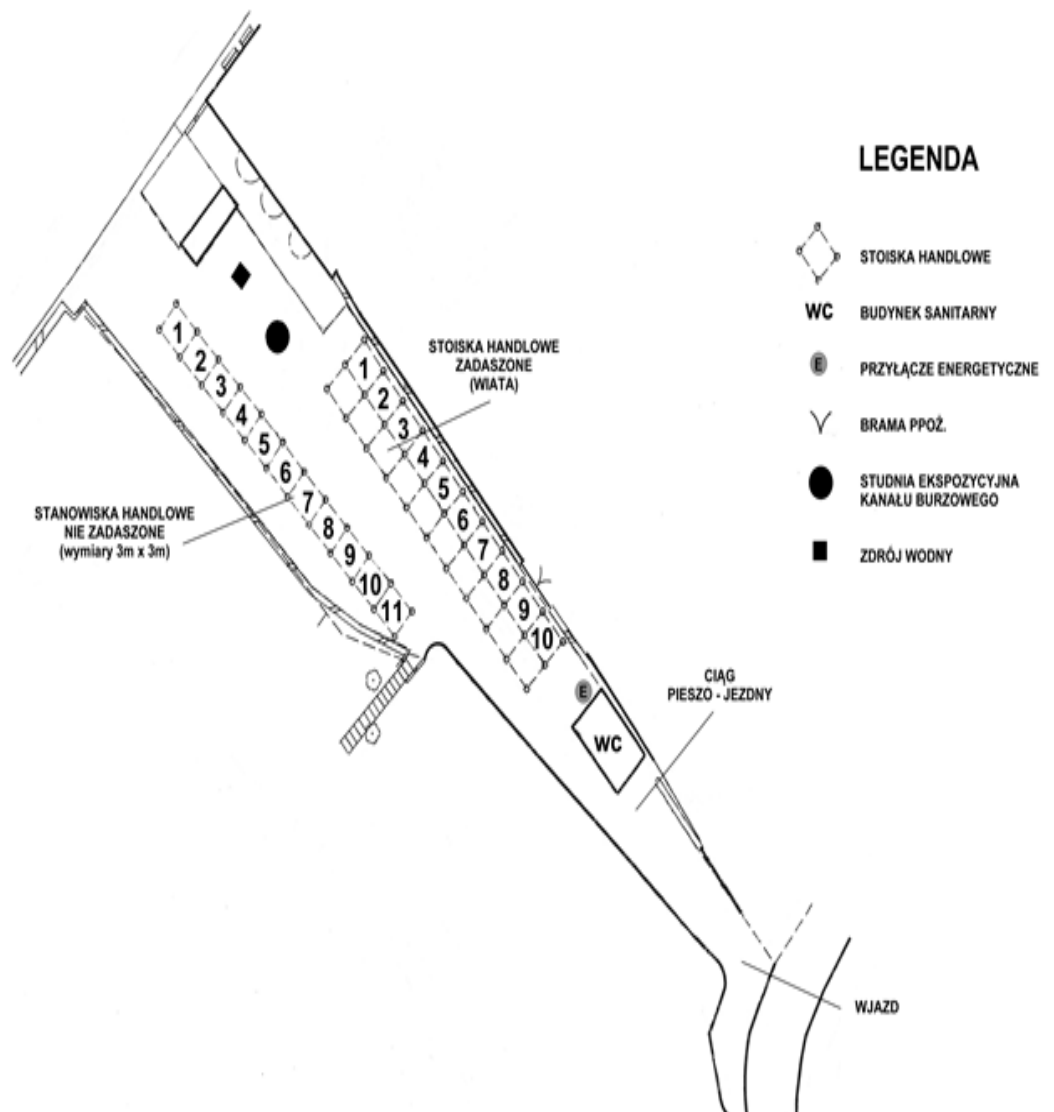 LEGENDA
STOISKA HANDLOWE
WC BUDYNEK SANITARNY
E PRZYŁĄCZE ENERGETYCZNE
BRAMA PPOŻ.
STUDNIA EKSPOZYCYJNA
KANAŁU BURZOWEGO
ZDRÓJ WODNY
STOISKA HANDLOWE
ZADASZONE
(WIATA)
1
2
3
4
5
6
7
8
9
10
STANOWISKA HANDLOWE
NIE ZADASZONE
(wymiary 3m x 3m)
1
2
3
4
5
6
7
8
9
10
11
E
WC
CIĄG
PIESZO - JEZDNY
WJAZD